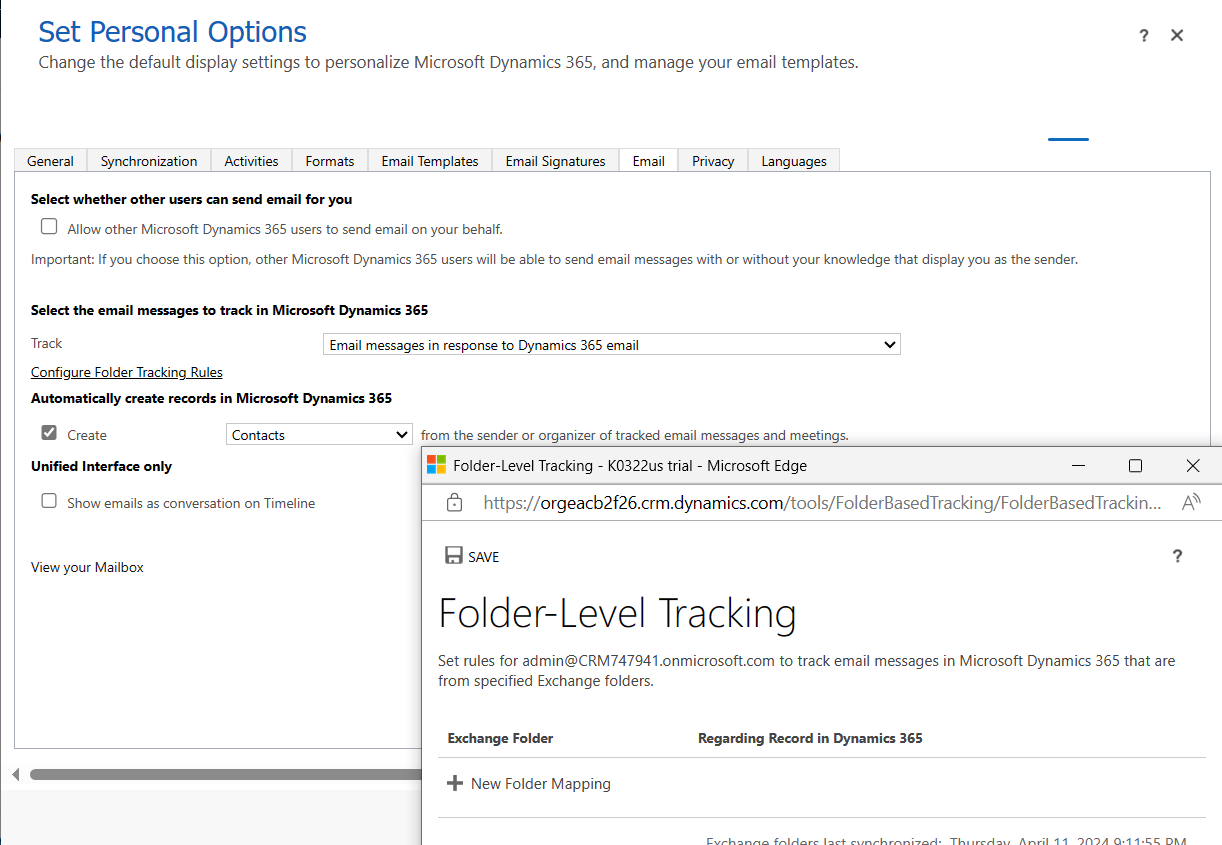 Set Personal Options
? ✕
Change the default display settings to personalize Microsoft Dynamics 365, and manage your email templates.
General Synchronization Activities Formats Email Templates Email Signatures Email Privacy Languages
Select whether other users can send email for you
Allow other Microsoft Dynamics 365 users to send email on your behalf.
Important: If you choose this option, other Microsoft Dynamics 365 users will be able to send email messages with or without your knowledge that display you as the sender.
Select the email messages to track in Microsoft Dynamics 365
Track Email messages in response to Dynamics 365 email
Configure Folder Tracking Rules
Automatically create records in Microsoft Dynamics 365
Create Contacts from the sender or organizer of tracked email messages and meetings.
Unified Interface only
Show emails as conversation on Timeline
View your Mailbox
Folder-Level Tracking - K0322us trial - Microsoft Edge
https://orgeacb2f26.crm.dynamics.com/tools/FolderBasedTracking/FolderBasedTrackin...
SAVE ?
Folder-Level Tracking
Set rules for admin@CRM747941.onmicrosoft.com to track email messages in Microsoft Dynamics 365 that are
from specified Exchange folders.
Exchange Folder Regarding Record in Dynamics 365
New Folder Mapping
Exchange folders last synchronized: Thursday, April 11, 2024 9:11:55 PM